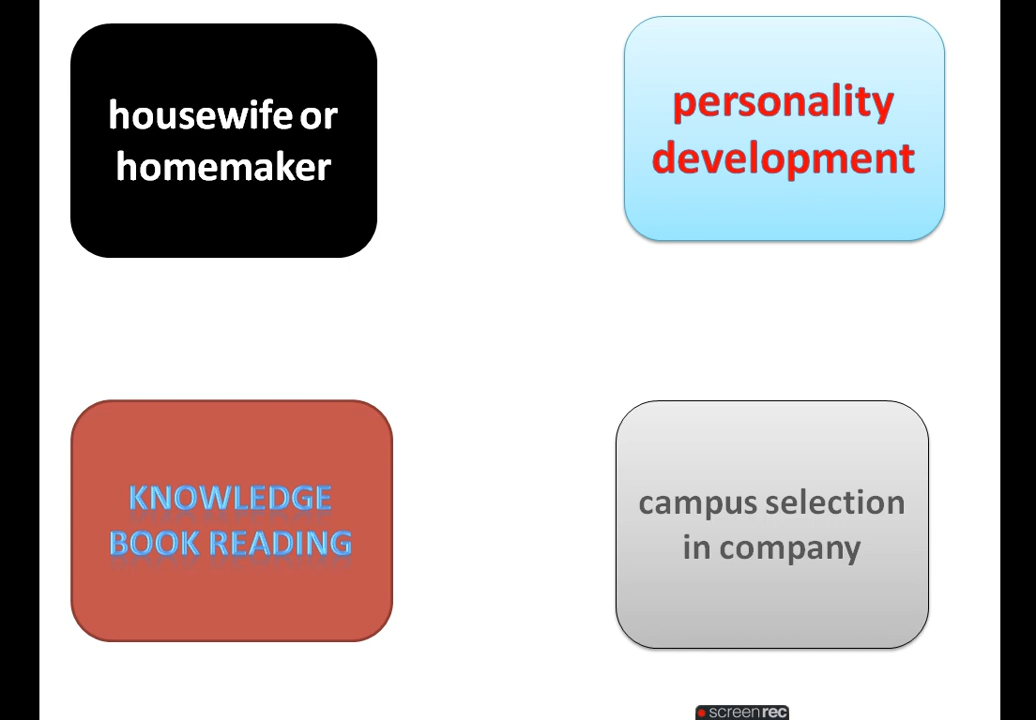 housewife or
homemaker
personality
development
KNOWLEDGE
BOOK READING
campus selection
in company
screenrec